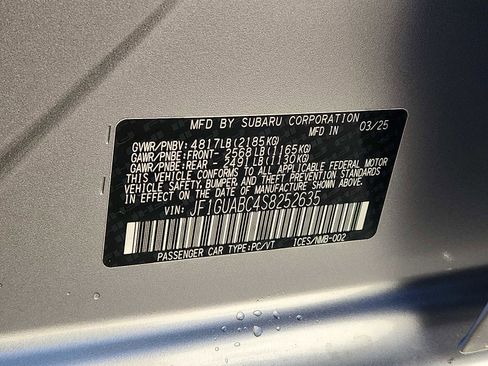 MFD BY SUBARU CORPORATION
GVWR/PNBV: 4817LB(2185KG) MFD IN 03/25
GAWR/PNBE:FRONT- 2568LB(1165KG)
GAWR/PNBE:REAR - 2491LB(1130KG)
THIS VEHICLE CONFORMS TO ALL APPLICABLE FEDERAL MOTOR
VEHICLE SAFETY, BUMPER, AND THEFT PREVENTION STANDARDS
IN EFFECT ON THE DATE OF MANUFACTURE SHOWN ABOVE.
VIN: JF1GUABC4S8252635
PASSENGER CAR TYPE:PC/VT ICES/NMB-002